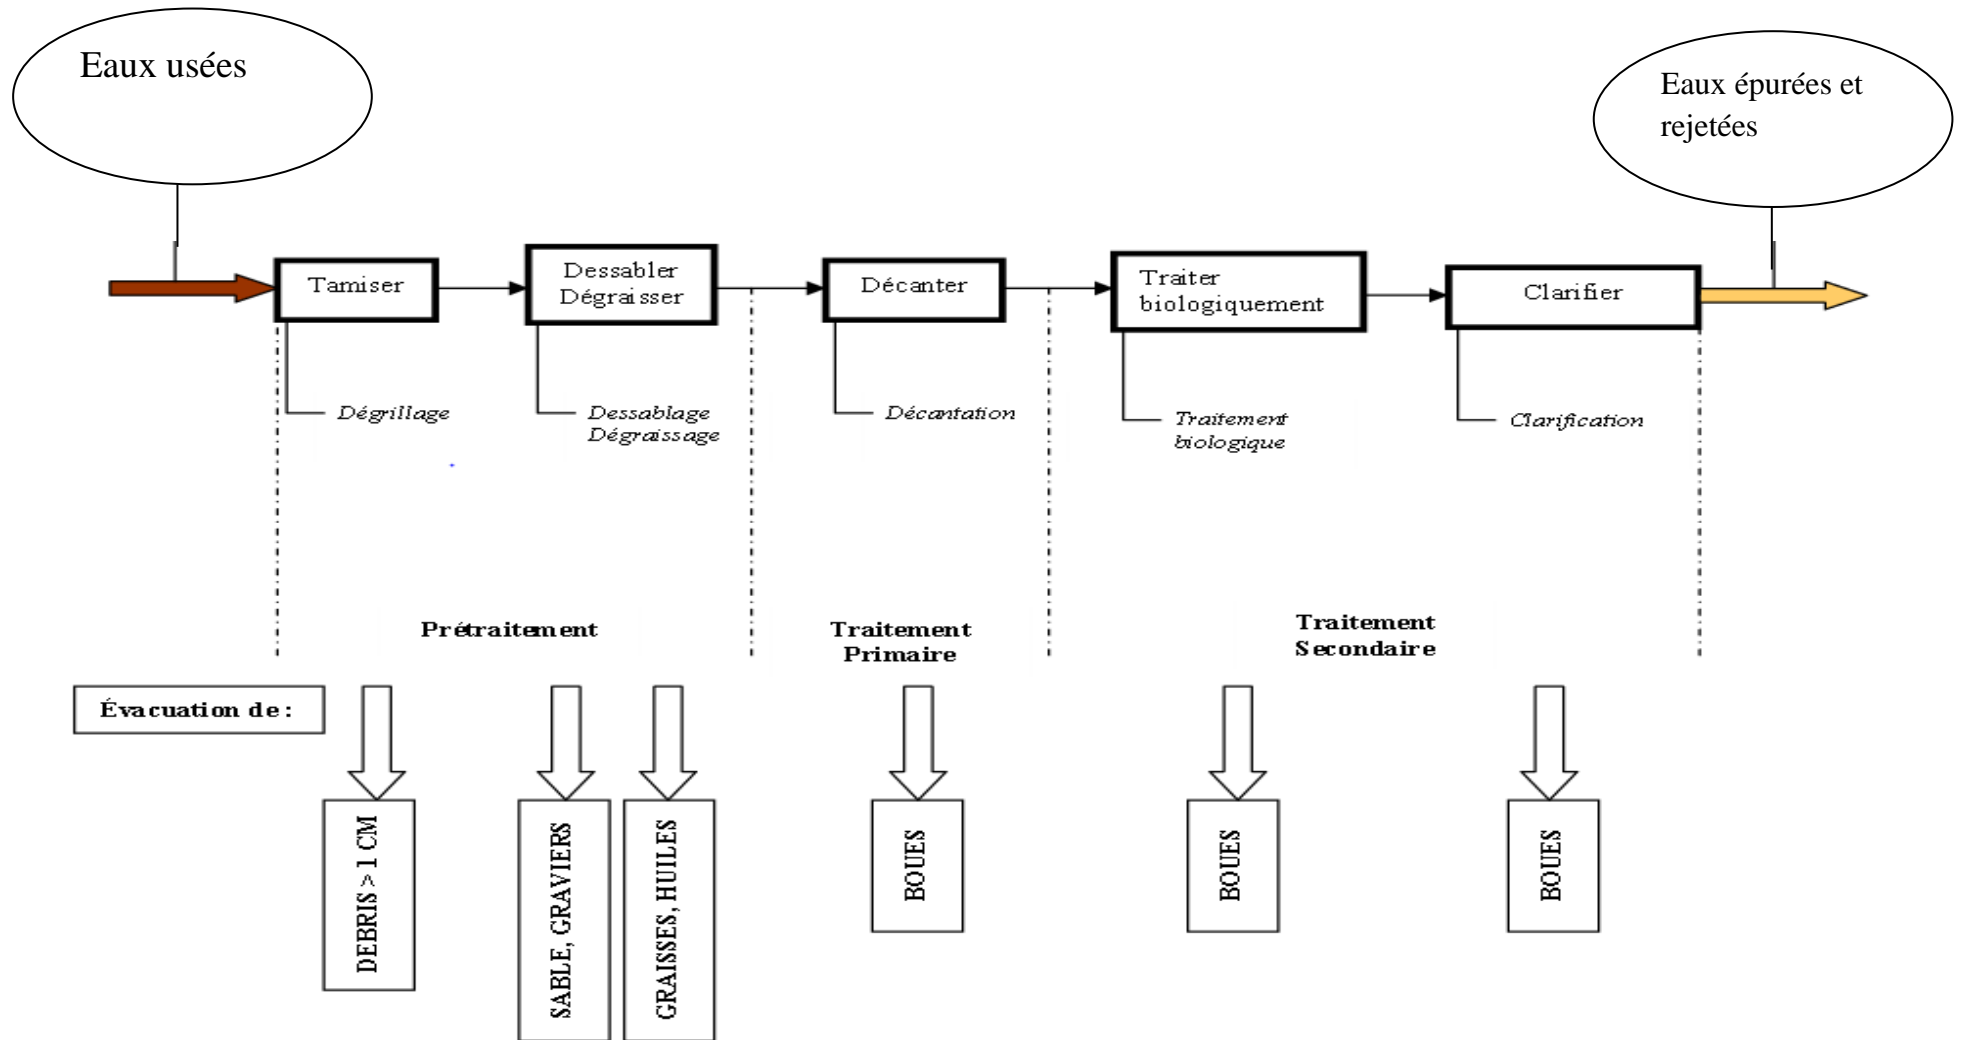 Eaux usées
Eaux épurées et
rejetées
Tamiser
Dessabler
Dégraisser
Décanter
Traiter
biologiquement
Clarifier
Dégrillage
Dessablage
Dégraissage
Décantation
Traitement
biologique
Clarification
Prétraitement
Traitement
Primaire
Traitement
Secondaire
Évacuation de :
DEBRIS > 1 CM
SABLE, GRAVIERS
GRAISSES, HUILES
BOUES
BOUES
BOUES